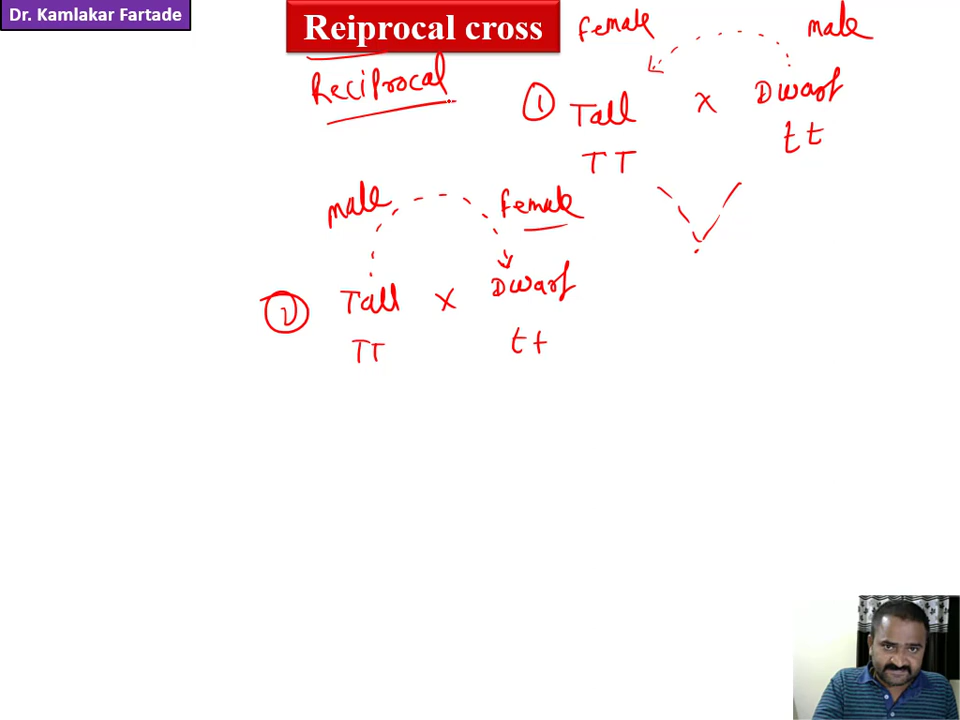 Dr. Kamlakar Fartade
Reiprocal cross
Reciprocal
Female male
① Tall x Dwarf
TT tt
male female
② Tall x Dwarf
TT tt